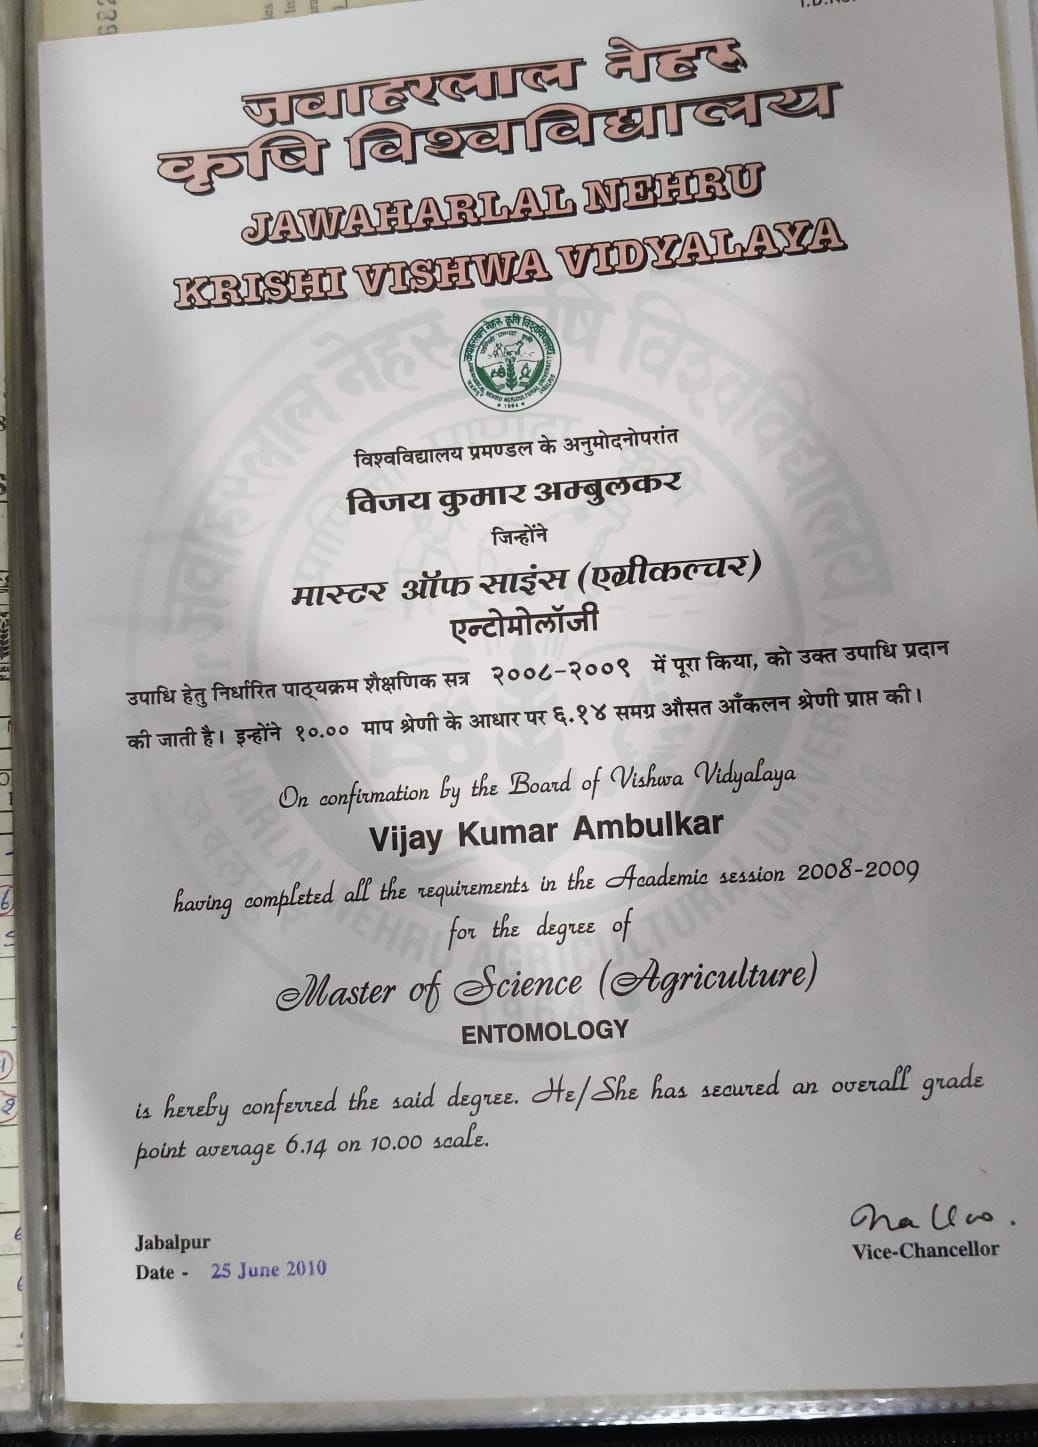 जवाहरलाल नेहरू
कृषि विश्वविद्यालय
JAWAHARLAL NEHRU
KRISHI VISHWA VIDYALAYA
विश्वविद्यालय प्रमण्डल के अनुमोदनोपरांत
विजय कुमार अम्बुलकर
जिन्होंने
मास्टर ऑफ साइंस (एग्रीकल्चर)
एन्टोमोलॉजी
उपाधि हेतु निर्धारित पाठ्यक्रम शैक्षणिक सत्र २००८-२००९ में पूरा किया, को उक्त उपाधि प्रदान
की जाती है। इन्होंने १०.०० माप श्रेणी के आधार पर ६.१४ समग्र औसत आँकलन श्रेणी प्राप्त की।
On confirmation by the Board of Vishwa Vidyalaya
Vijay Kumar Ambulkar
having completed all the requirements in the Academic session 2008-2009
for the degree of
Master of Science (Agriculture)
ENTOMOLOGY
is hereby conferred the said degree. He/She has secured an overall grade
point average 6.14 on 10.00 scale.
Jabalpur
Date - 25 June 2010
Vice-Chancellor